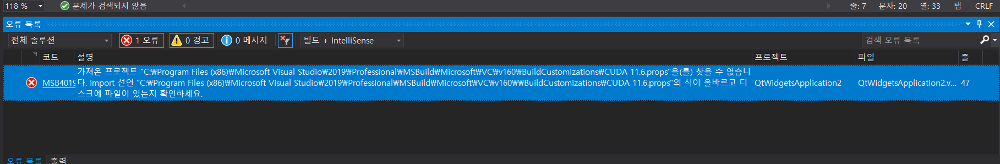 118 %
문제가 검색되지 않음
줄: 7 문자: 20 열: 33 탭 CRLF
오류 목록
전체 솔루션 1 오류 0 경고 0 메시지 빌드 + IntelliSense 검색 오류 목록
코드 설명 프로젝트 파일 줄
가져온 프로젝트 "C:₩Program Files (x86)₩Microsoft Visual Studio₩2019₩Professional₩MSBuild₩Microsoft₩VC₩v160₩BuildCustomizations₩CUDA 11.6.props"을(를) 찾을 수 없습니
MSB4019 다. Import 선언 "C:₩Program Files (x86)₩Microsoft Visual Studio₩2019₩Professional₩MSBuild₩Microsoft₩VC₩v160₩₩BuildCustomizations₩CUDA 11.6.props"의 식이 올바르고 디 QtWidgetsApplication2 QtWidgetsApplication2.v... 47
스크에 파일이 있는지 확인하세요.
오류 목록 출력